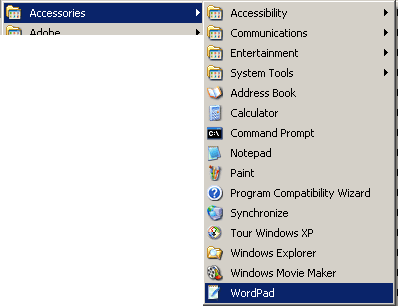 Accessories
Adobe
Accessibility
Communications
Entertainment
System Tools
Address Book
Calculator
Command Prompt
Notepad
Paint
Program Compatibility Wizard
Synchronize
Tour Windows XP
Windows Explorer
Windows Movie Maker
WordPad